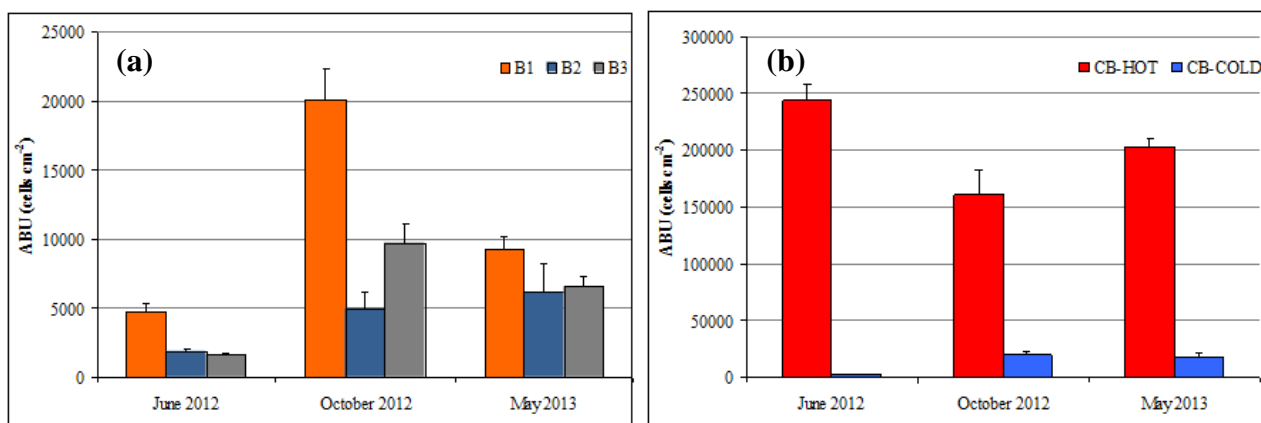 (a)
B1 B2 B3
ABU (cells cm⁻²)
25000
20000
15000
10000
5000
0
June 2012 October 2012 May 2013
(b)
CB-HOT CB-COLD
ABU (cells cm⁻²)
300000
250000
200000
150000
100000
50000
0
June 2012 October 2012 May 2013